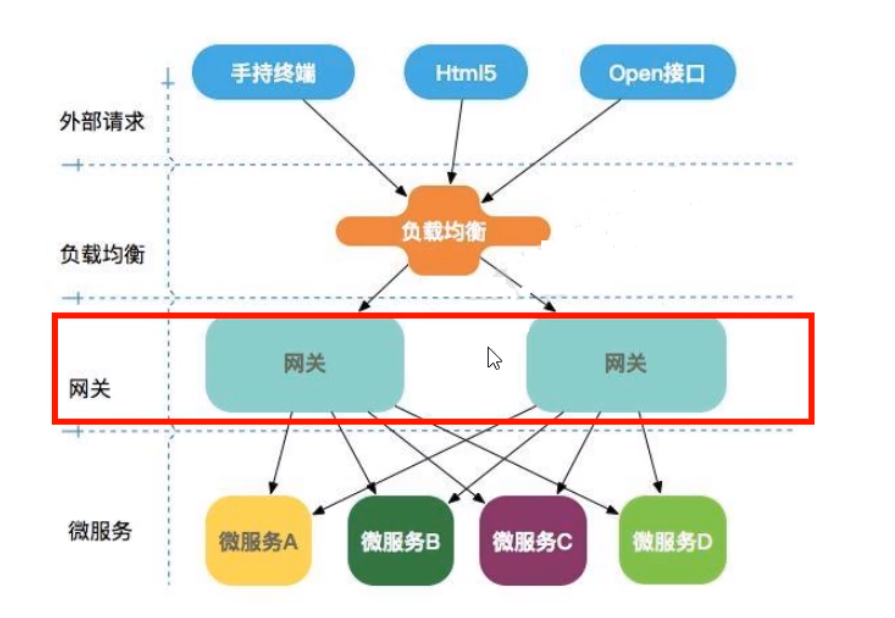 手持终端
Html5
Open接口
外部请求
负载均衡
负载均衡
网关
网关
网关
微服务
微服务A
微服务B
微服务C
微服务D